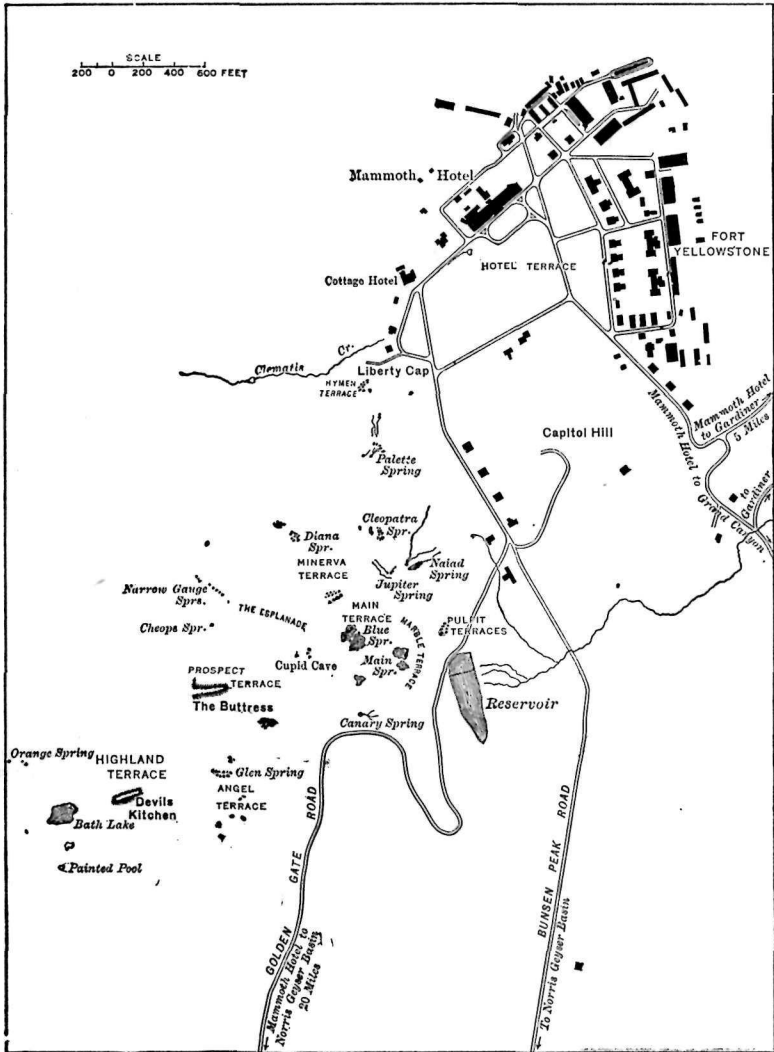 SCALE
200 0 200 400 600 FEET
Mammoth Hotel
FORT
YELLOWSTONE
HOTEL TERRACE
Cottage Hotel
Clematis Cr.
Liberty Cap
HYMEN
TERRACE
Mammoth Hotel
to Gardiner
5 Miles
Mammoth Hotel to Grand Canyon
to Gardiner
Capitol Hill
Palette
Spring
Cleopatra
Spr.
Diana
Spr.
MINERVA
TERRACE
Naiad
Spring
Jupiter
Spring
Narrow Gauge
Sprs.
THE ESPLANADE
MAIN
TERRACE
MARBLE TERRACE
PULPIT
TERRACES
Cheops Spr.
Blue
Spr.
Cupid Cave
Main
Spr.
PROSPECT
TERRACE
The Buttress
Reservoir
Canary Spring
Orange Spring
HIGHLAND
TERRACE
Glen Spring
ANGEL
TERRACE
Devils
Kitchen
Bath Lake
Painted Pool
GOLDEN GATE ROAD
Mammoth Hotel to
Norris Geyser Basin
20 Miles
BUNSEN PEAK ROAD
To Norris Geyser Basin